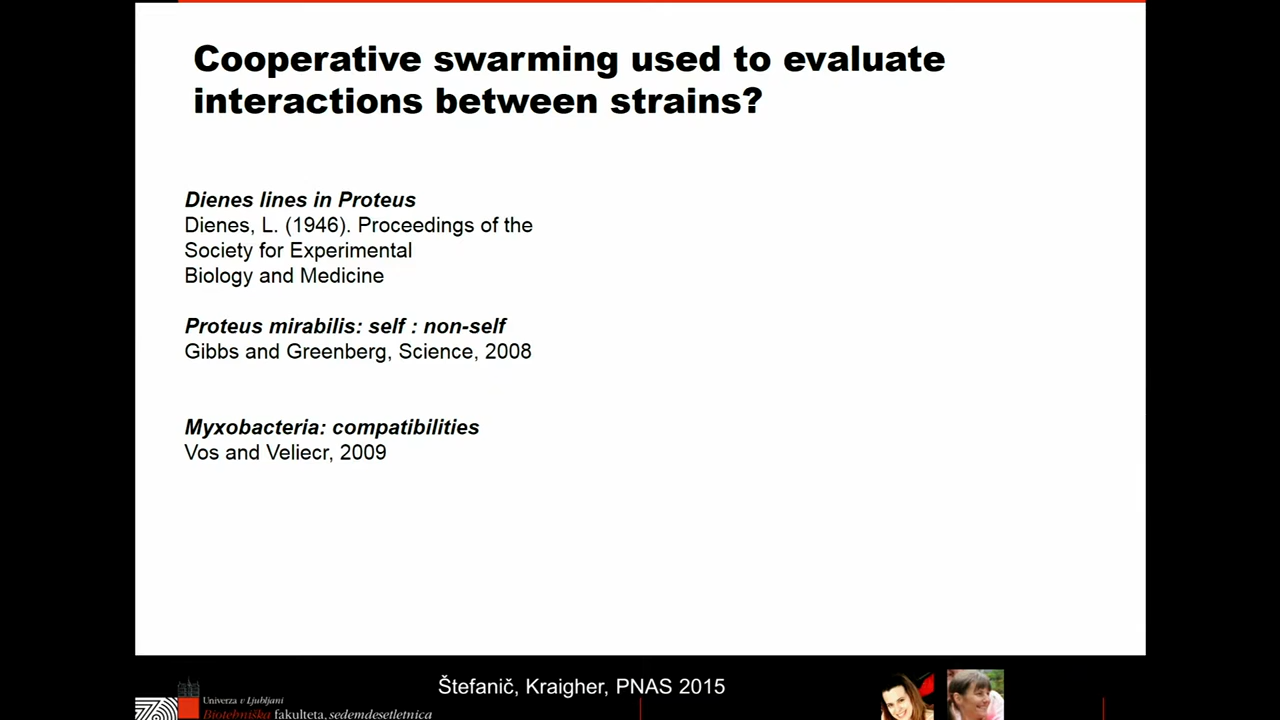 Cooperative swarming used to evaluate
interactions between strains?
Dienes lines in Proteus
Dienes, L. (1946). Proceedings of the
Society for Experimental
Biology and Medicine
Proteus mirabilis: self : non-self
Gibbs and Greenberg, Science, 2008
Myxobacteria: compatibilities
Vos and Veliecr, 2009
Štefanič, Kraigher, PNAS 2015
Univerza v Ljubljani
Biotehniška fakulteta, sedemdesetletnica